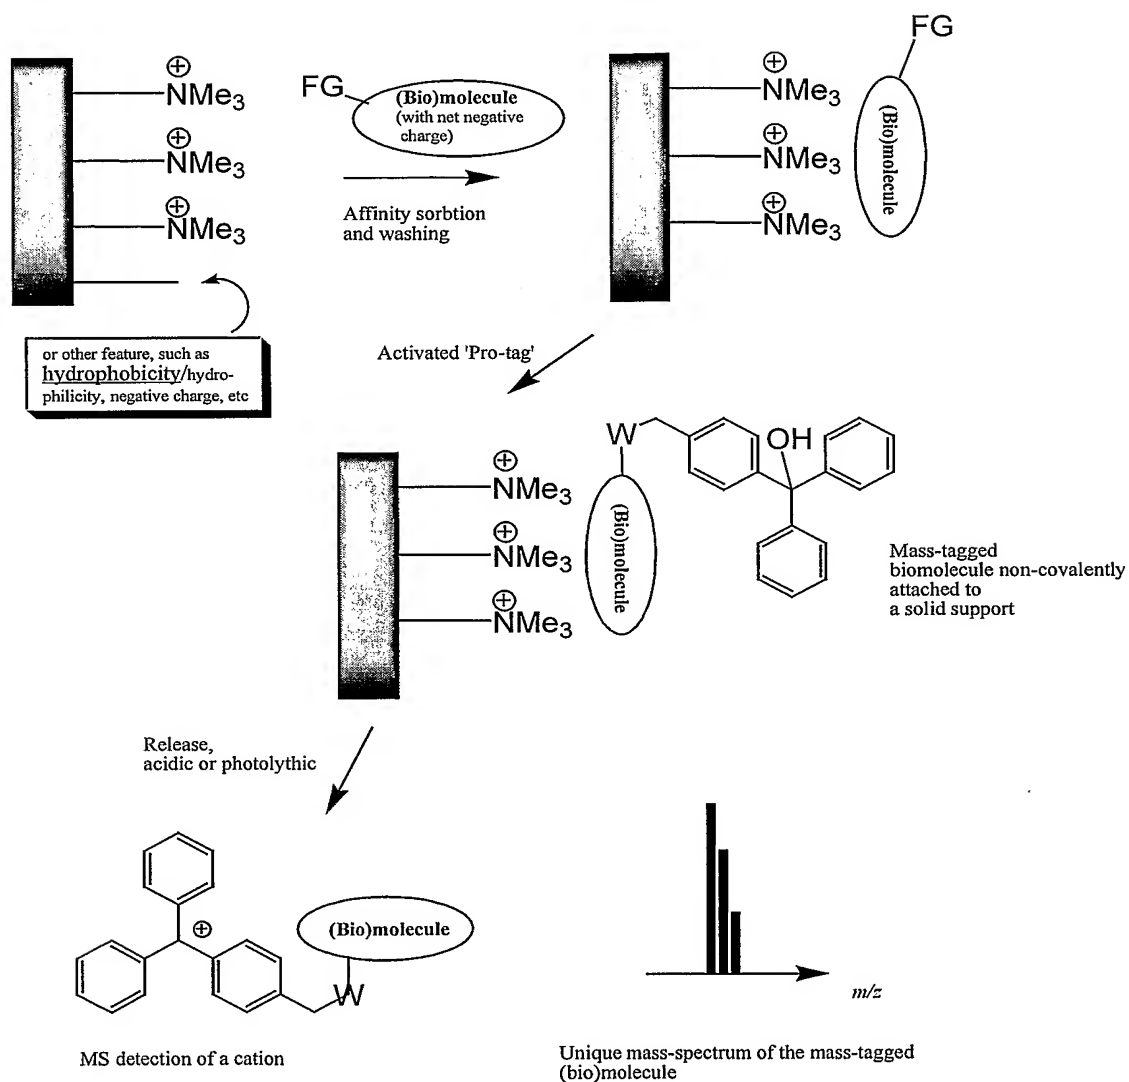 ⊕
NMe3
⊕
NMe3
⊕
NMe3
FG
(Bio)molecule
(with net negative
charge)
Affinity sorbtion
and washing
FG
⊕
NMe3
⊕
NMe3
⊕
NMe3
(Bio)molecule
or other feature, such as
hydrophobicity/hydro-
philicity, negative charge, etc
Activated 'Pro-tag'
W
OH
⊕
NMe3
⊕
NMe3
⊕
NMe3
(Bio)molecule
Mass-tagged
biomolecule non-covalently
attached to
a solid support
Release,
acidic or photolythic
⊕
(Bio)molecule
W
MS detection of a cation
m/z
Unique mass-spectrum of the mass-tagged
(bio)molecule